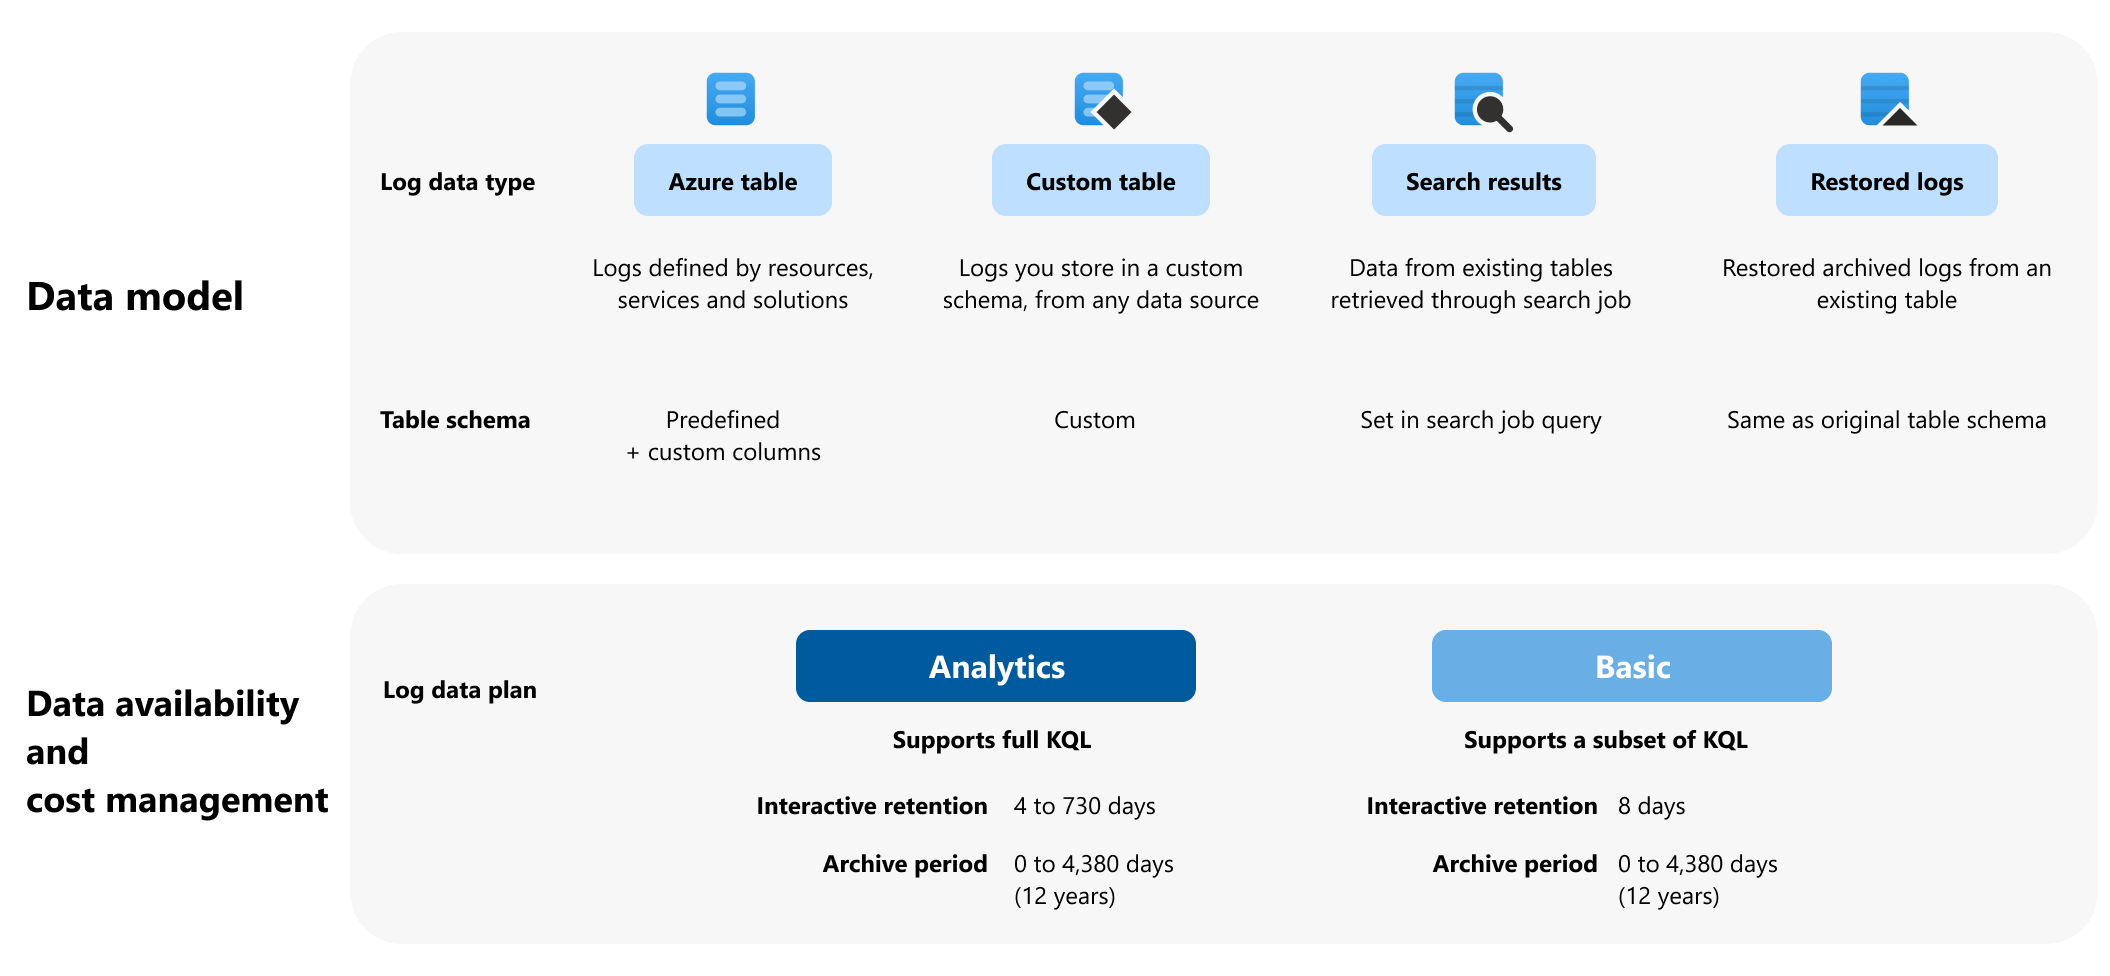 Data model
Log data type
Azure table
Custom table
Search results
Restored logs
Logs defined by resources,
services and solutions
Logs you store in a custom
schema, from any data source
Data from existing tables
retrieved through search job
Restored archived logs from an
existing table
Table schema
Predefined
+ custom columns
Custom
Set in search job query
Same as original table schema
Data availability
and
cost management
Log data plan
Analytics
Supports full KQL
Interactive retention 4 to 730 days
Archive period 0 to 4,380 days
(12 years)
Basic
Supports a subset of KQL
Interactive retention 8 days
Archive period 0 to 4,380 days
(12 years)